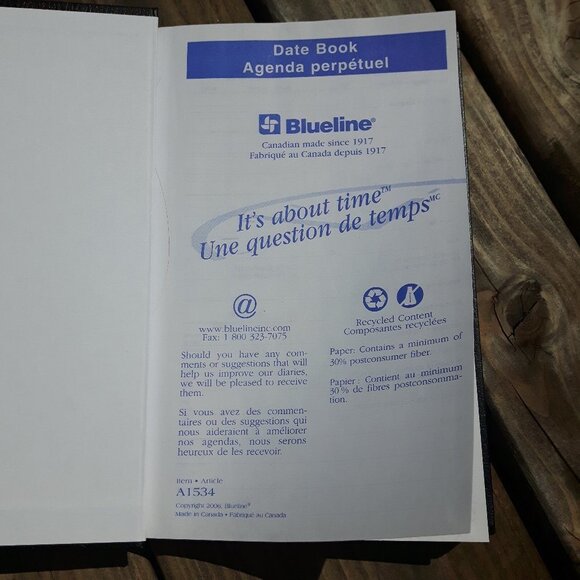 Date Book
Agenda perpétuel
Blueline®
Canadian made since 1917
Fabriqué au Canada depuis 1917
It's about time™
Une question de temps MC
@
www.bluelineinc.com
Fax: 1 800 323-7075
Should you have any com-
ments or suggestions that will
help us improve our diaries,
we will be pleased to receive
them.
Si vous avez des commen-
taires ou des suggestions qui
nous aideraient à améliorer
nos agendas, nous serons
heureux de les recevoir.
Recycled Content
Composantes recyclées
Paper: Contains a minimum of
30% postconsumer fiber.
Papier : Contient au minimum
30 % de fibres postconsomma-
tion.
Item • Article
A1534
Copyright 2006, Blueline®
Made in Canada • Fabriqué au Canada